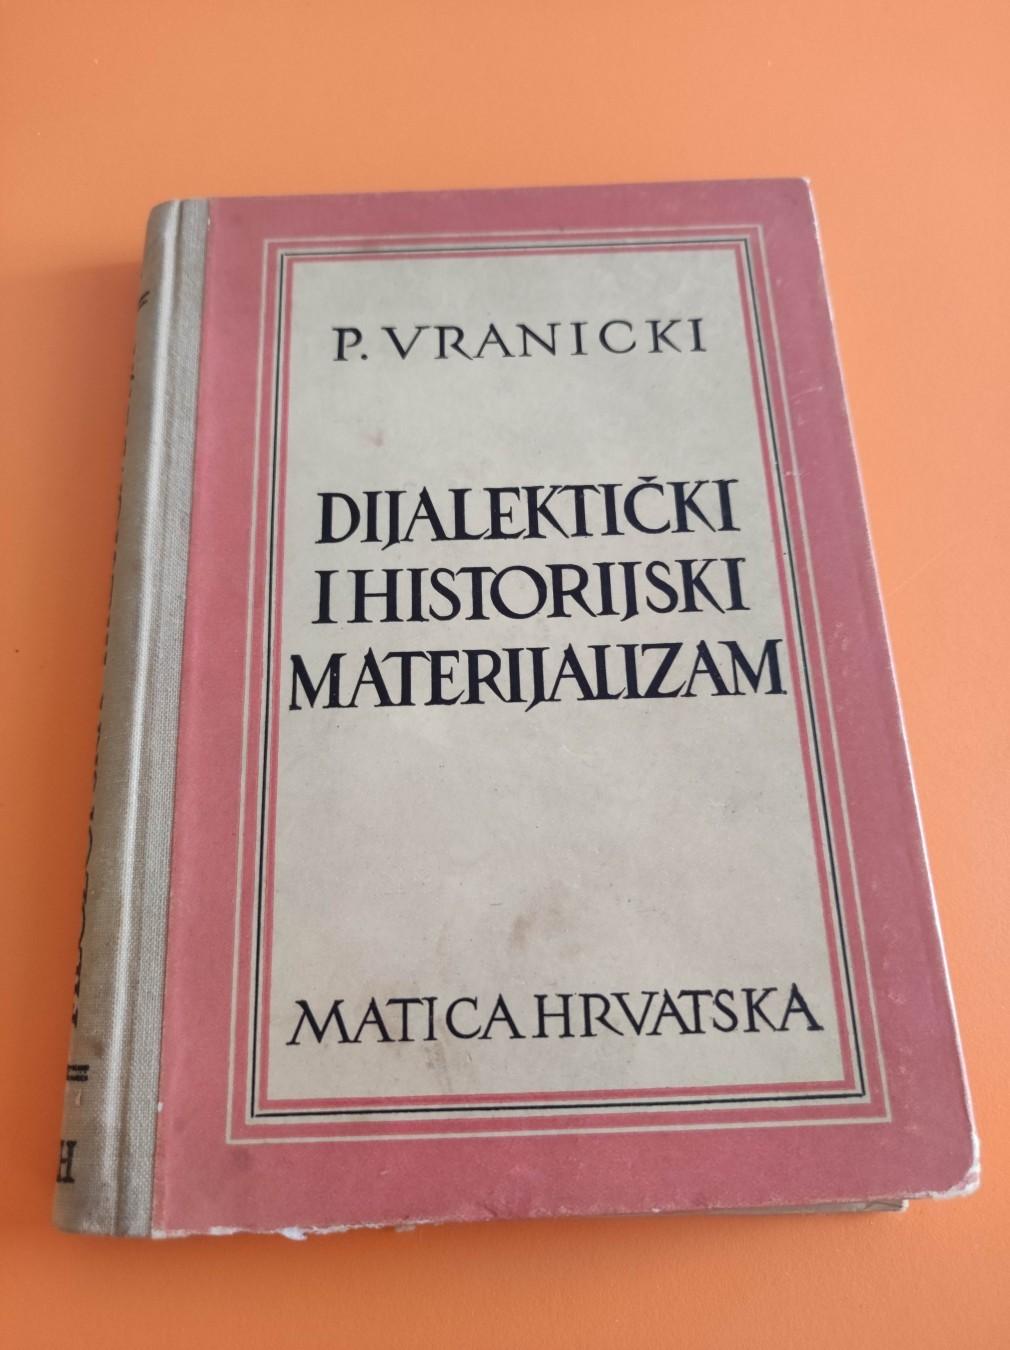 P. VRANICKI
DIJALEKTIČKI
I HISTORIJSKI
MATERIJALIZAM
MATICA HRVATSKA